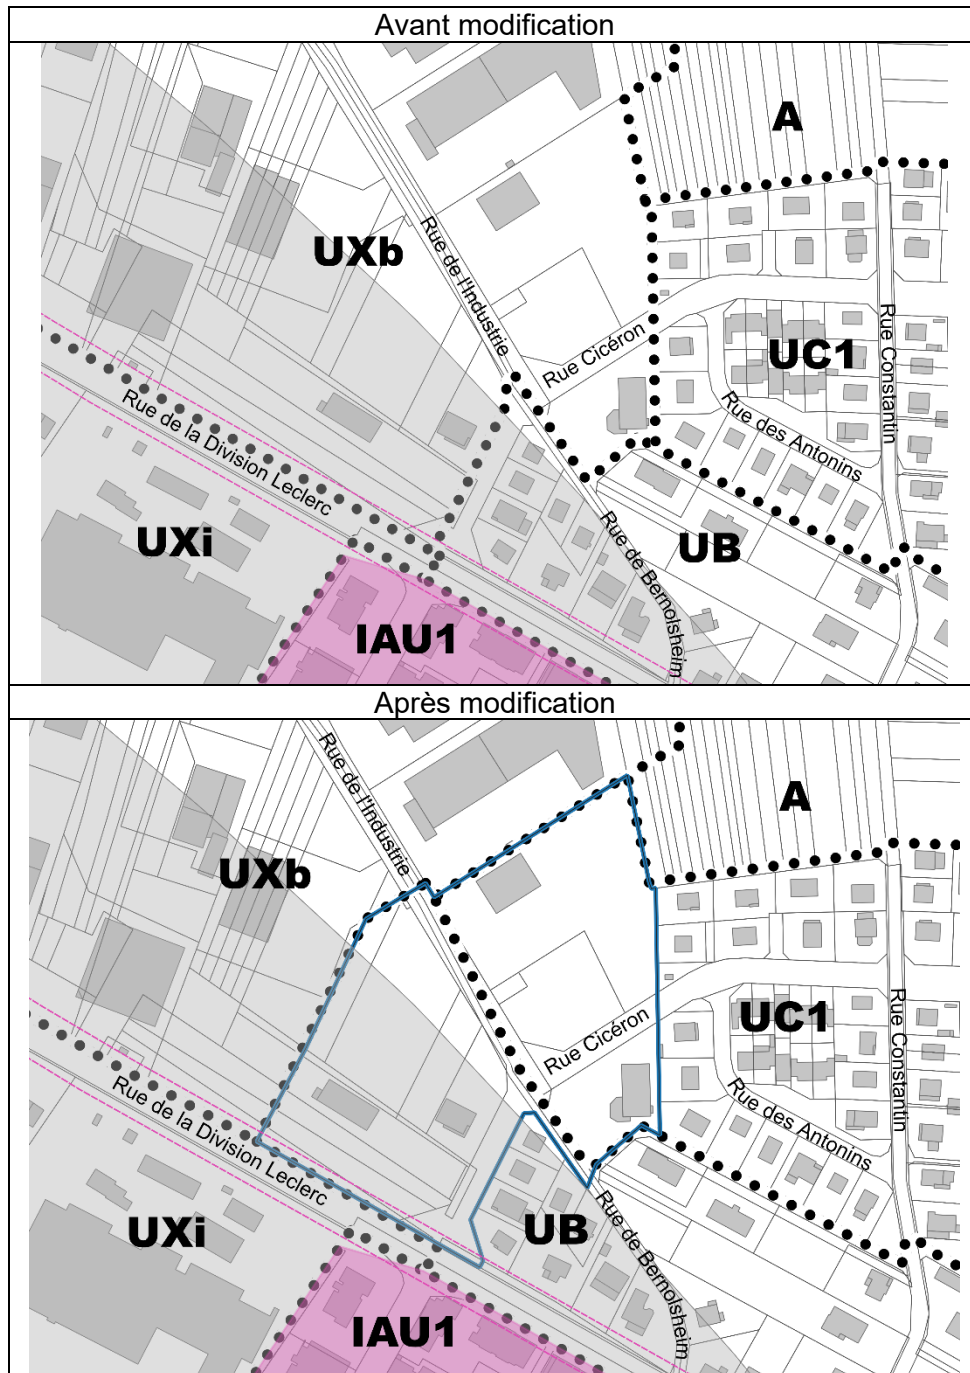 Avant modification
A
UXb
Rue de l'Industrie
Rue Cicéron
UC1
Rue Constantin
Rue des Antonins
Rue de la Division Leclerc
UXi
UB
Rue de Bernolsheim
IAU1
Après modification
Rue de l'Industrie
A
UXb
Rue Cicéron
UC1
Rue Constantin
Rue des Antonins
Rue de la Division Leclerc
UXi
UB
Rue de Bernolsheim
IAU1